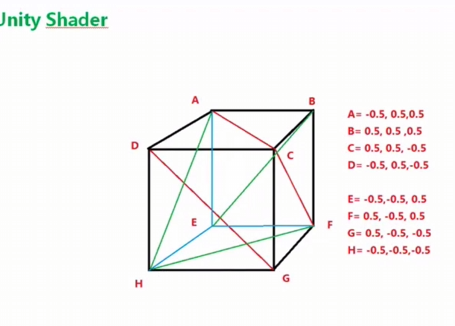 Unity Shader
A
B
D
C
E
F
H
G
A= -0.5, 0.5,0.5
B= 0.5, 0.5 ,0.5
C= 0.5, 0.5, -0.5
D= -0.5, 0.5,-0.5
E= -0.5,-0.5, 0.5
F= 0.5, -0.5, 0.5
G= 0.5, -0.5, -0.5
H= -0.5,-0.5,-0.5